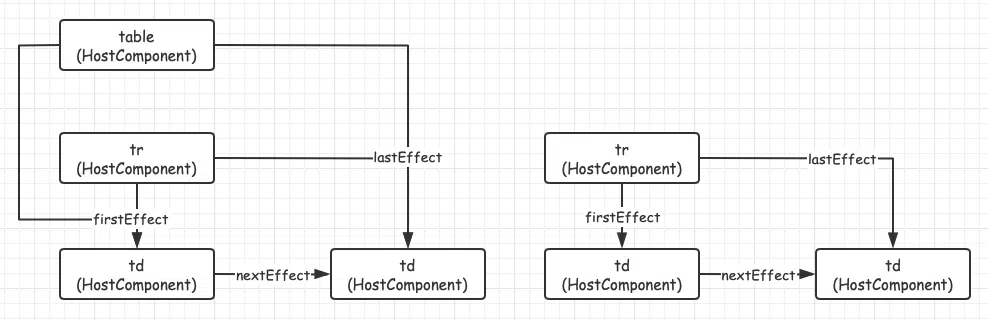 table
(HostComponent)
tr
(HostComponent)
lastEffect
tr
(HostComponent)
lastEffect
firstEffect
firstEffect
td
(HostComponent)
nextEffect
td
(HostComponent)
td
(HostComponent)
nextEffect
td
(HostComponent)